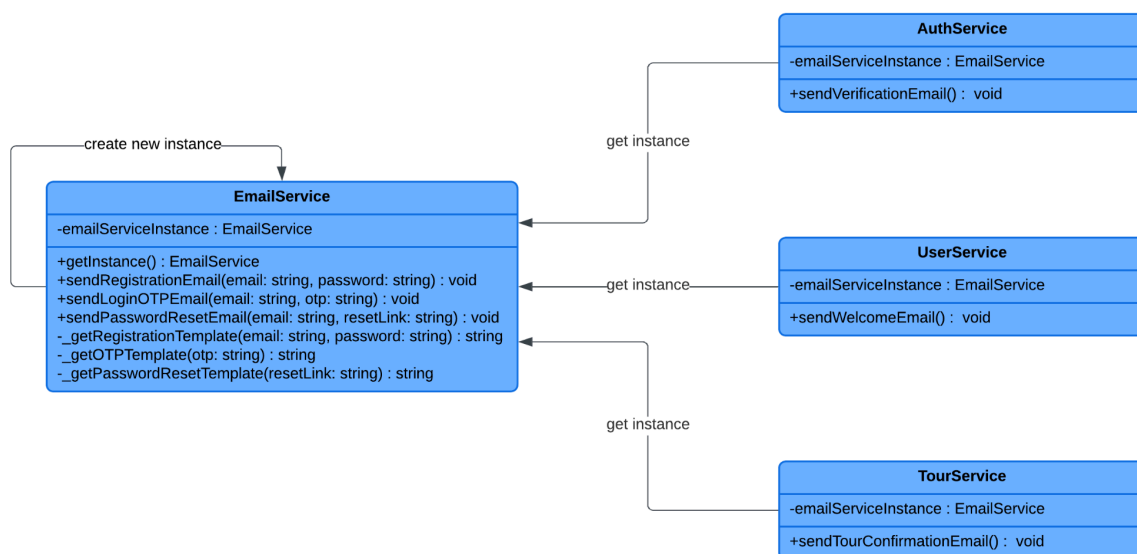 AuthService
-emailServiceInstance : EmailService
+sendVerificationEmail() :  void
get instance
create new instance
EmailService
-emailServiceInstance : EmailService
+getInstance() : EmailService
+sendRegistrationEmail(email: string, password: string) : void
+sendLoginOTPEmail(email: string, otp: string) : void
+sendPasswordResetEmail(email: string, resetLink: string) : void
-_getRegistrationTemplate(email: string, password: string) : string
-_getOTPTemplate(otp: string) : string
-_getPasswordResetTemplate(resetLink: string) : string
get instance
UserService
-emailServiceInstance : EmailService
+sendWelcomeEmail() :  void
get instance
TourService
-emailServiceInstance : EmailService
+sendTourConfirmationEmail() :  void